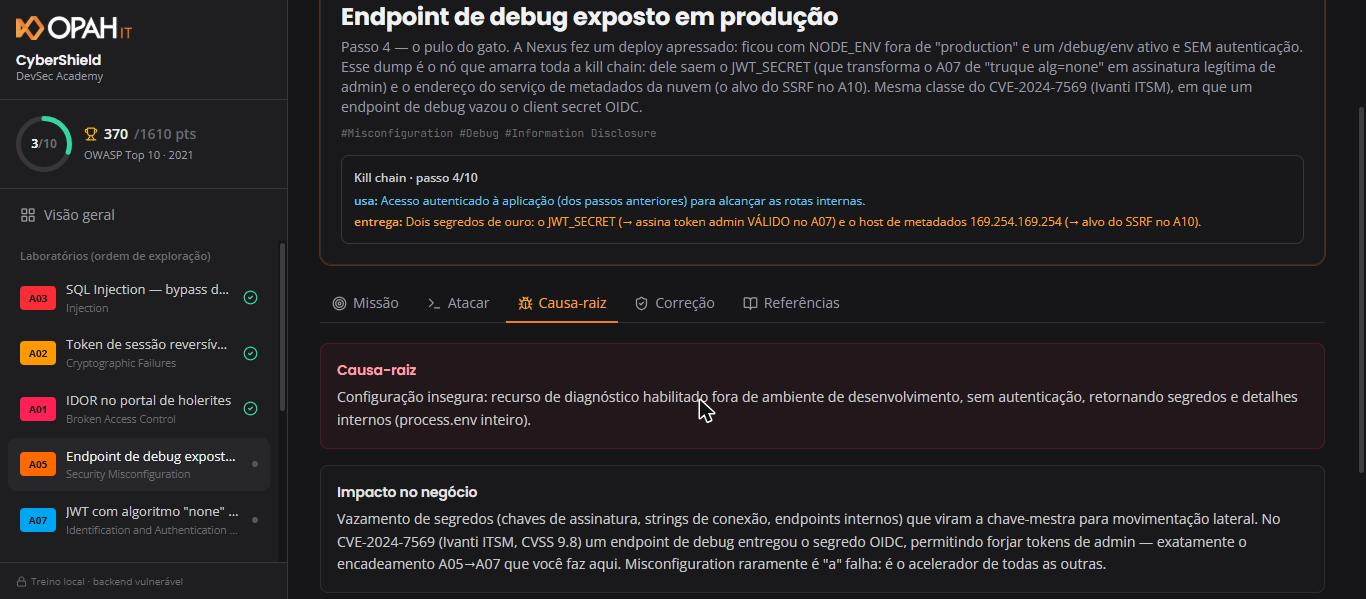 OPAH IT
CyberShield
DevSec Academy
3/10
370 /1610 pts
OWASP Top 10 · 2021
Visão geral
Laboratórios (ordem de exploração)
A03
SQL Injection — bypass d...
Injection
A02
Token de sessão reversív...
Cryptographic Failures
A01
IDOR no portal de holerites
Broken Access Control
A05
Endpoint de debug expost...
Security Misconfiguration
A07
JWT com algoritmo "none" ...
Identification and Authentication ...
Treino local · backend vulnerável
Endpoint de debug exposto em produção
Passo 4 — o pulo do gato. A Nexus fez um deploy apressado: ficou com NODE_ENV fora de "production" e um /debug/env ativo e SEM autenticação.
Esse dump é o nó que amarra toda a kill chain: dele saem o JWT_SECRET (que transforma o A07 de "truque alg=none" em assinatura legítima de
admin) e o endereço do serviço de metadados da nuvem (o alvo do SSRF no A10). Mesma classe do CVE-2024-7569 (Ivanti ITSM), em que um
endpoint de debug vazou o client secret OIDC.
#Misconfiguration #Debug #Information Disclosure
Kill chain · passo 4/10
usa: Acesso autenticado à aplicação (dos passos anteriores) para alcançar as rotas internas.
entrega: Dois segredos de ouro: o JWT_SECRET (→ assina token admin VÁLIDO no A07) e o host de metadados 169.254.169.254 (→ alvo do SSRF no A10).
Missão
Atacar
Causa-raiz
Correção
Referências
Causa-raiz
Configuração insegura: recurso de diagnóstico habilitado fora de ambiente de desenvolvimento, sem autenticação, retornando segredos e detalhes
internos (process.env inteiro).
Impacto no negócio
Vazamento de segredos (chaves de assinatura, strings de conexão, endpoints internos) que viram a chave-mestra para movimentação lateral. No
CVE-2024-7569 (Ivanti ITSM, CVSS 9.8) um endpoint de debug entregou o segredo OIDC, permitindo forjar tokens de admin — exatamente o
encadeamento A05→A07 que você faz aqui. Misconfiguration raramente é "a" falha: é o acelerador de todas as outras.